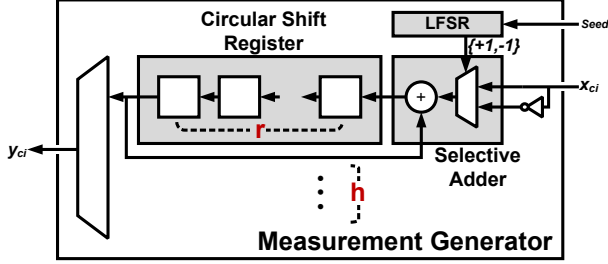 Circular Shift
Register
LFSR
Seed
{+1,-1}
x_ci
+
r
y_ci
Selective
Adder
h
Measurement Generator